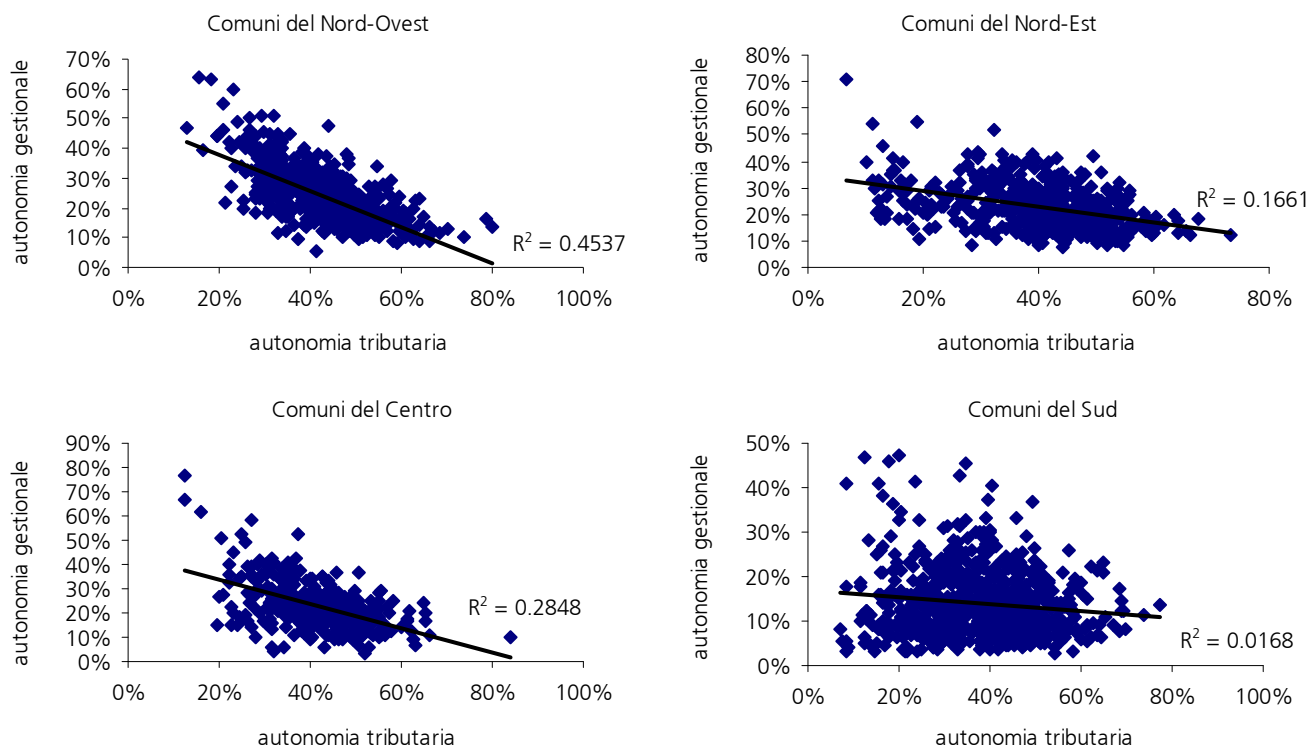 Comuni del Nord-Ovest
autonomia gestionale
70%
60%
50%
40%
30%
20%
10%
0%
R² = 0.4537
0% 20% 40% 60% 80% 100%
autonomia tributaria
Comuni del Nord-Est
autonomia gestionale
80%
70%
60%
50%
40%
30%
20%
10%
0%
R² = 0.1661
0% 20% 40% 60% 80%
autonomia tributaria
Comuni del Centro
autonomia gestionale
90%
80%
70%
60%
50%
40%
30%
20%
10%
0%
R² = 0.2848
0% 20% 40% 60% 80% 100%
autonomia tributaria
Comuni del Sud
autonomia gestionale
50%
40%
30%
20%
10%
0%
R² = 0.0168
0% 20% 40% 60% 80% 100%
autonomia tributaria